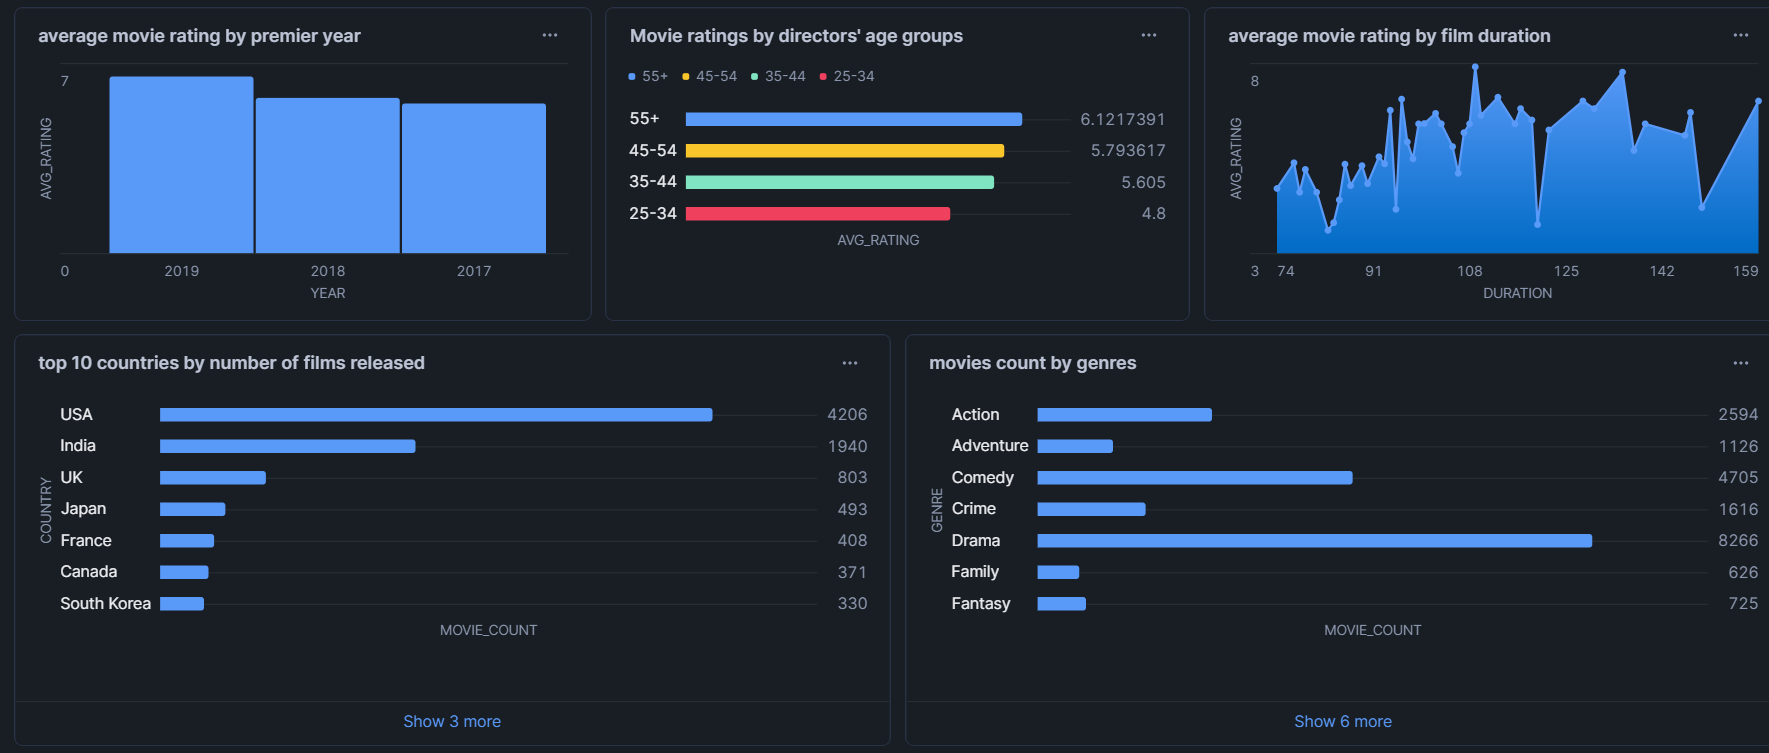 average movie rating by premier year
...
7
AVG_RATING
0
2019 2018 2017
YEAR
Movie ratings by directors' age groups
...
55+ 45-54 35-44 25-34
55+ 6.1217391
45-54 5.793617
35-44 5.605
25-34 4.8
AVG_RATING
average movie rating by film duration
...
8
AVG_RATING
3 74 91 108 125 142 159
DURATION
top 10 countries by number of films released
...
COUNTRY
USA 4206
India 1940
UK 803
Japan 493
France 408
Canada 371
South Korea 330
MOVIE_COUNT
Show 3 more
movies count by genres
...
GENRE
Action 2594
Adventure 1126
Comedy 4705
Crime 1616
Drama 8266
Family 626
Fantasy 725
MOVIE_COUNT
Show 6 more